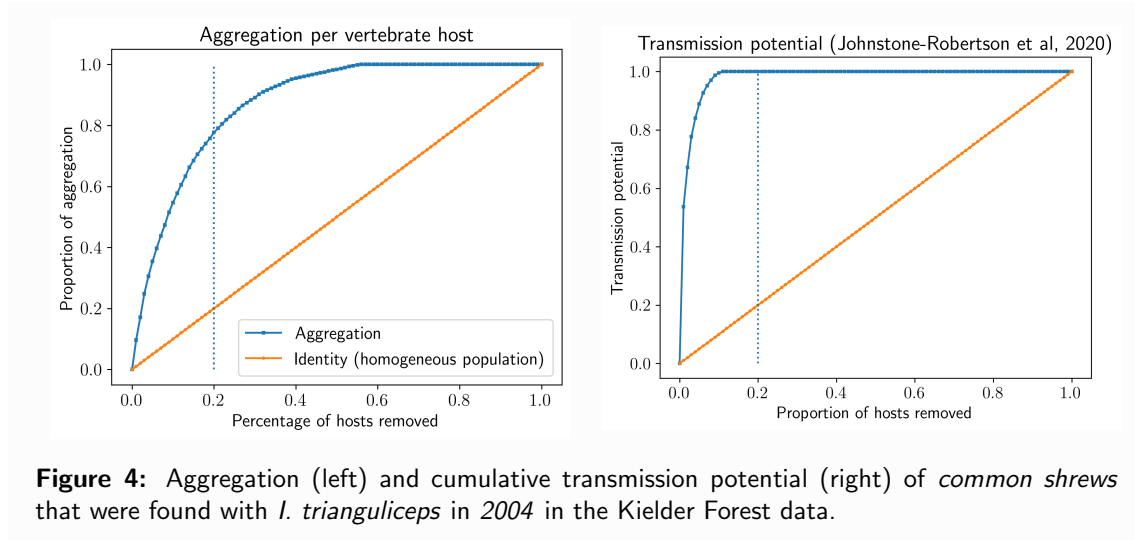 Aggregation per vertebrate host
1.0
0.8
0.6
0.4
0.2
0.0
Proportion of aggregation
Aggregation
Identity (homogeneous population)
0.0 0.2 0.4 0.6 0.8 1.0
Percentage of hosts removed
Transmission potential (Johnstone-Robertson et al, 2020)
1.0
0.8
0.6
0.4
0.2
0.0
Transmission potential
0.0 0.2 0.4 0.6 0.8 1.0
Proportion of hosts removed
Figure 4: Aggregation (left) and cumulative transmission potential (right) of common shrews
that were found with I. trianguliceps in 2004 in the Kielder Forest data.